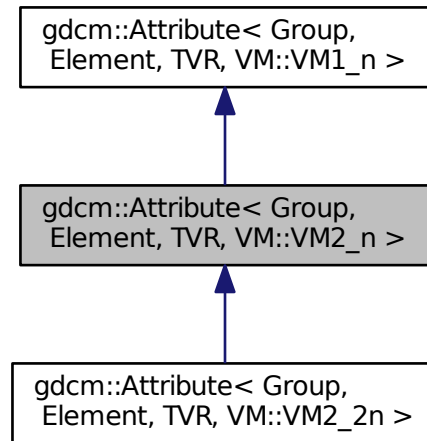 gdcm::Attribute< Group,
Element, TVR, VM::VM1_n >
gdcm::Attribute< Group,
Element, TVR, VM::VM2_n >
gdcm::Attribute< Group,
Element, TVR, VM::VM2_2n >